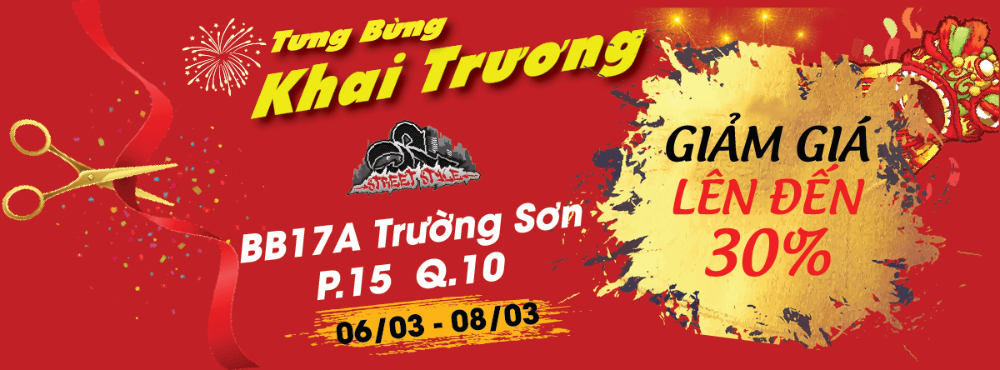 Tưng Bừng
Khai Trương
STREET STYLE
BB17A Trường Sơn
P.15 Q.10
06/03 - 08/03
GIẢM GIÁ
LÊN ĐẾN
30%